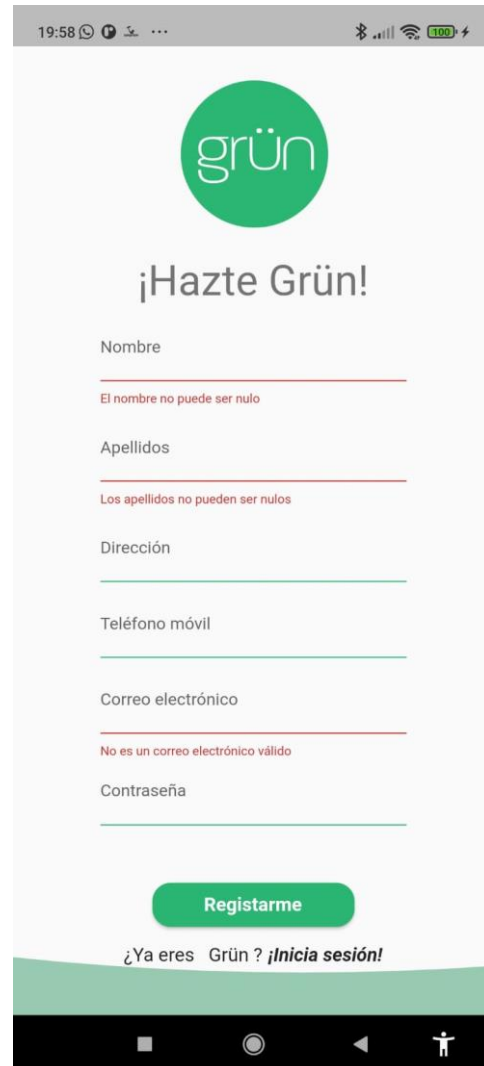 19:58
100
grün
¡Hazte Grün!
Nombre
El nombre no puede ser nulo
Apellidos
Los apellidos no pueden ser nulos
Dirección
Teléfono móvil
Correo electrónico
No es un correo electrónico válido
Contraseña
Registarme
¿Ya eres Grün ? ¡Inicia sesión!